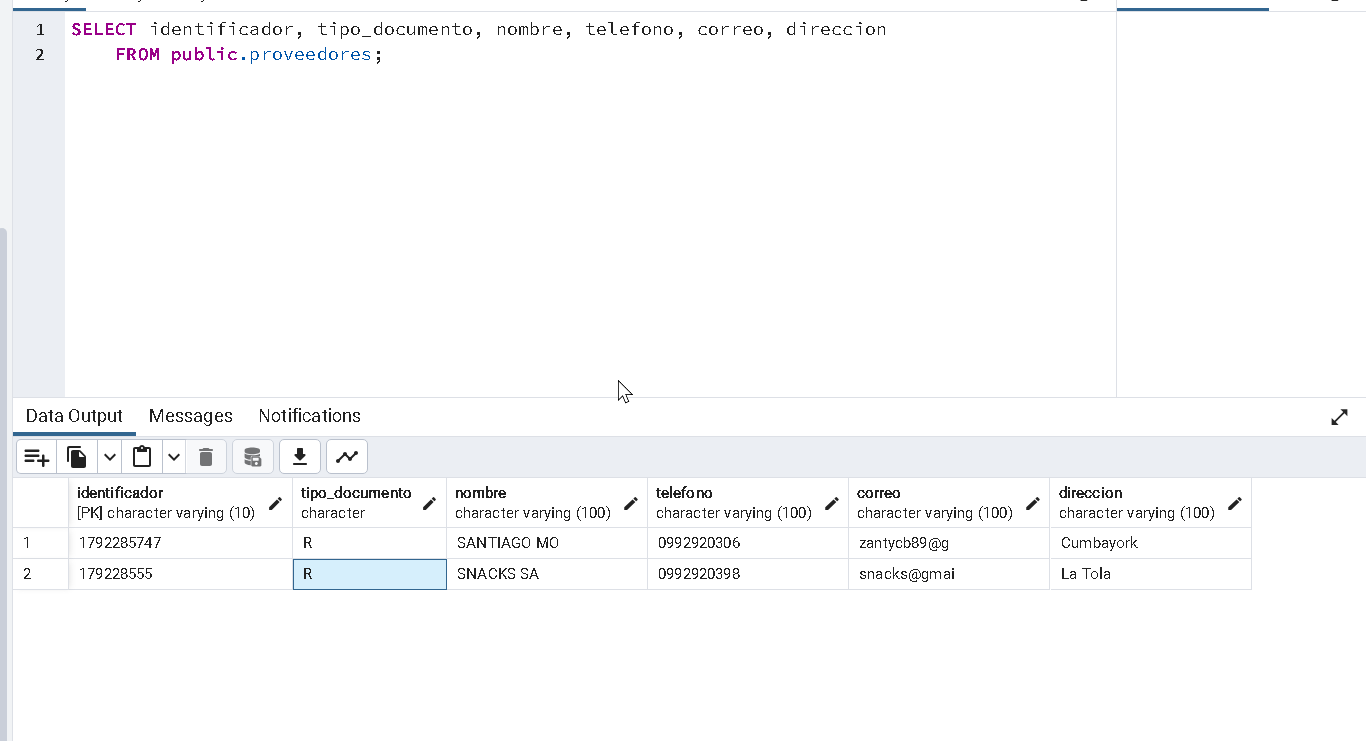 1 SELECT identificador, tipo_documento, nombre, telefono, correo, direccion
2 FROM public.proveedores;
Data Output Messages Notifications
identificador tipo_documento nombre telefono correo direccion
[PK] character varying (10) character character varying (100) character varying (100) character varying (100) character varying (100)
1 1792285747 R SANTIAGO MO 0992920306 zantycb89@g Cumbayork
2 179228555 R SNACKS SA 0992920398 snacks@gmai La Tola